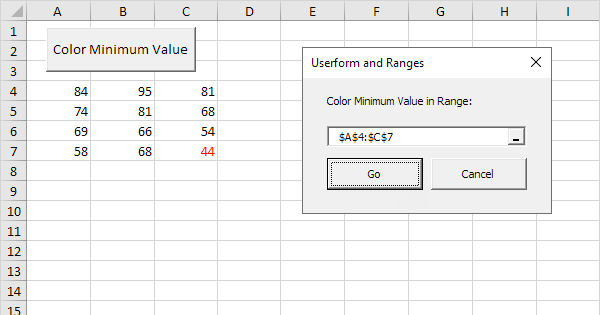 A B C D E F G H I
1
2 Color Minimum Value
3
4 84 95 81
5 74 81 68
6 69 66 54
7 58 68 44
8
9
10
11
12
13
14
15
Userform and Ranges
Color Minimum Value in Range:
$A$4:$C$7
Go Cancel